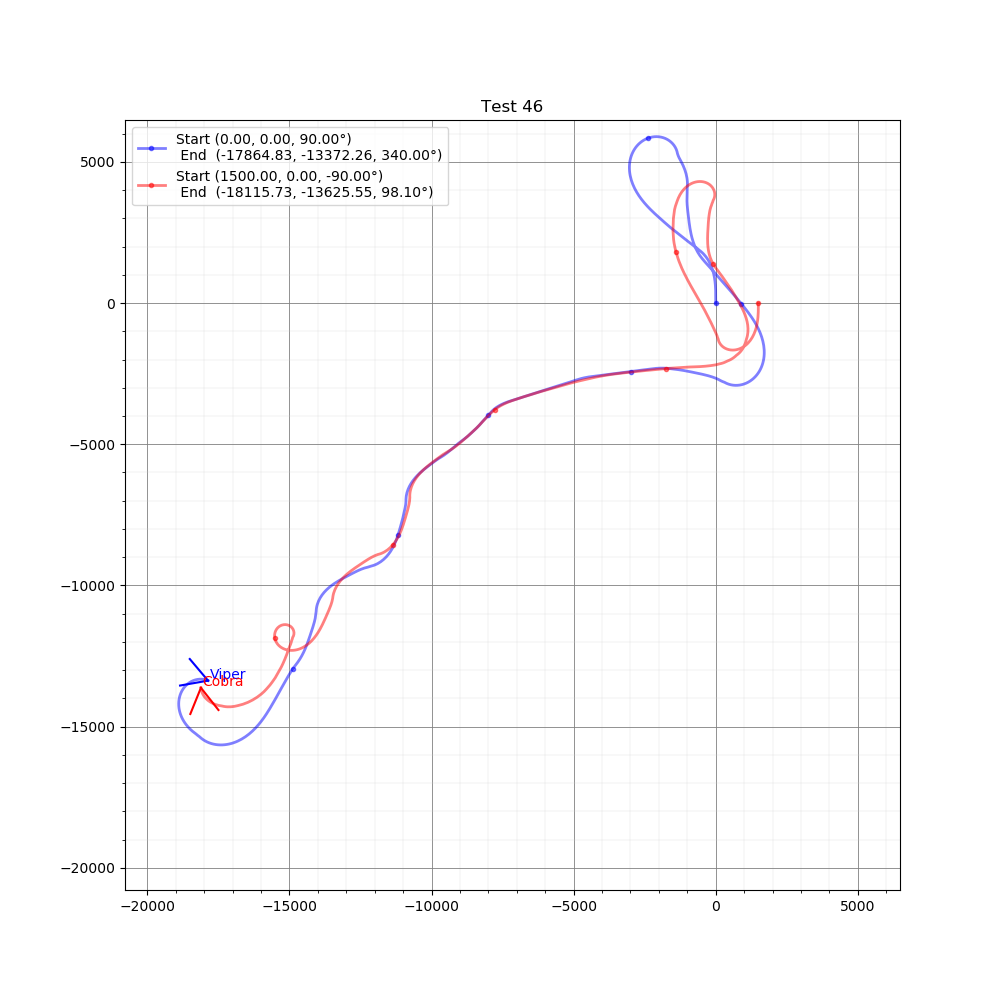 Test 46
Start (0.00, 0.00, 90.00°)
End (-17864.83, -13372.26, 340.00°)
Start (1500.00, 0.00, -90.00°)
End (-18115.73, -13625.55, 98.10°)
5000
0
−5000
−10000
−15000
−20000
Viper
Cobra
−20000 −15000 −10000 −5000 0 5000